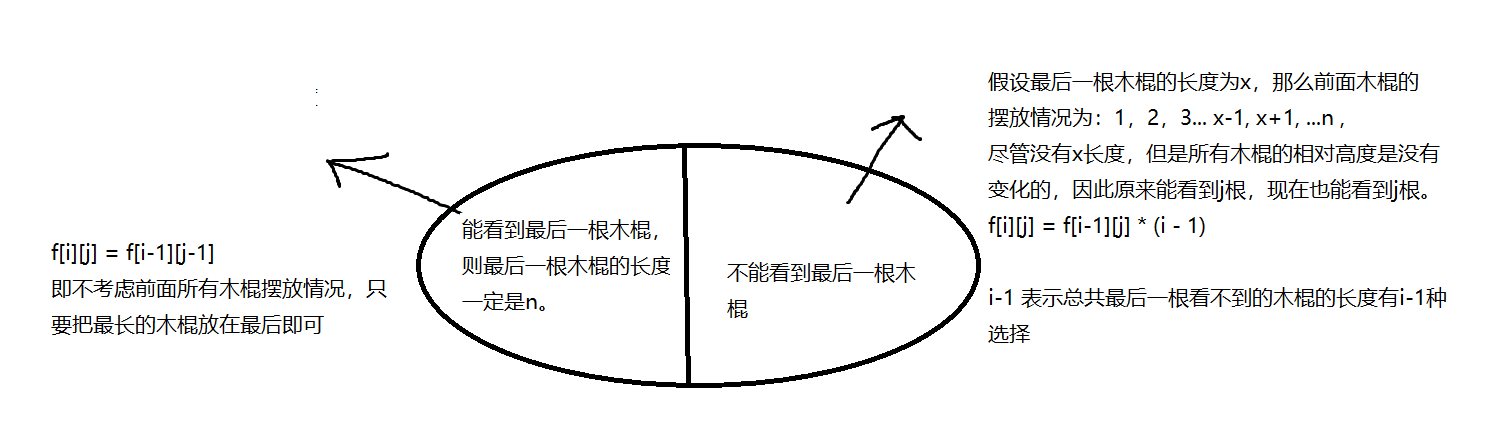 f[i][j] = f[i-1][j-1]
即不考虑前面所有木棍摆放情况，只
要把最长的木棍放在最后即可
能看到最后一根木棍，
则最后一根木棍的长度
一定是n。
不能看到最后一根木
棍
假设最后一根木棍的长度为x，那么前面木棍的
摆放情况为：1，2，3... x-1, x+1, ...n ,
尽管没有x长度，但是所有木棍的相对高度是没有
变化的，因此原来能看到j根，现在也能看到j根。
f[i][j] = f[i-1][j] * (i - 1)
i-1 表示总共最后一根看不到的木棍的长度有i-1种
选择